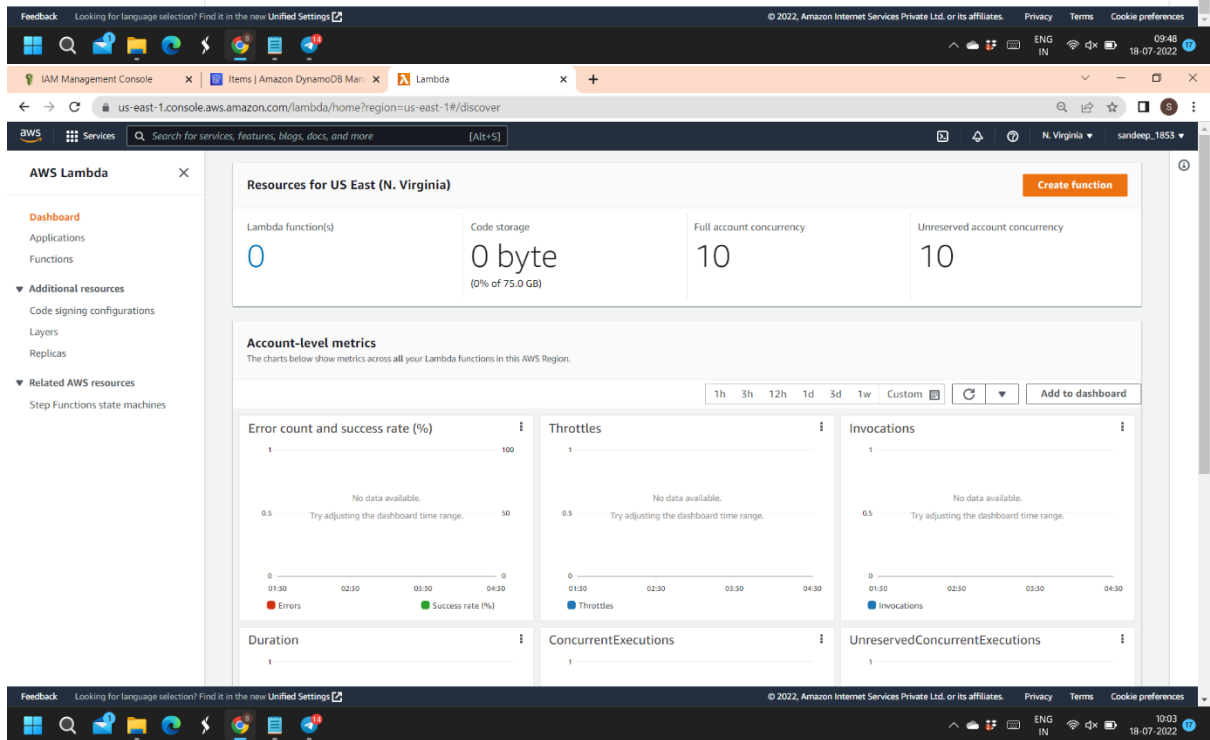 Feedback Looking for language selection? Find it in the new Unified Settings © 2022, Amazon Internet Services Private Ltd. or its affiliates. Privacy Terms Cookie preferences
ENG IN 09:48 18-07-2022 17
IAM Management Console Items | Amazon DynamoDB Man Lambda
us-east-1.console.aws.amazon.com/lambda/home?region=us-east-1#/discover S
aws Services Search for services, features, blogs, docs, and more [Alt+S] N. Virginia sandeep_1853
AWS Lambda
Dashboard
Applications
Functions
Additional resources
Code signing configurations
Layers
Replicas
Related AWS resources
Step Functions state machines
Resources for US East (N. Virginia) Create function
Lambda function(s) Code storage Full account concurrency Unreserved account concurrency
0 0 byte 10 10
(0% of 75.0 GB)
Account-level metrics
The charts below show metrics across all your Lambda functions in this AWS Region.
1h 3h 12h 1d 3d 1w Custom Add to dashboard
Error count and success rate (%) Throttles Invocations
1 100 1 1
No data available. No data available. No data available.
0.5 Try adjusting the dashboard time range. 50 0.5 Try adjusting the dashboard time range. 0.5 Try adjusting the dashboard time range.
0 0 0 0
01:30 02:30 03:30 04:30 01:30 02:30 03:30 04:30 01:30 02:30 03:30 04:30
Errors Success rate (%) Throttles Invocations
Duration ConcurrentExecutions UnreservedConcurrentExecutions
1 1 1
Feedback Looking for language selection? Find it in the new Unified Settings © 2022, Amazon Internet Services Private Ltd. or its affiliates. Privacy Terms Cookie preferences
ENG IN 10:03 18-07-2022 17